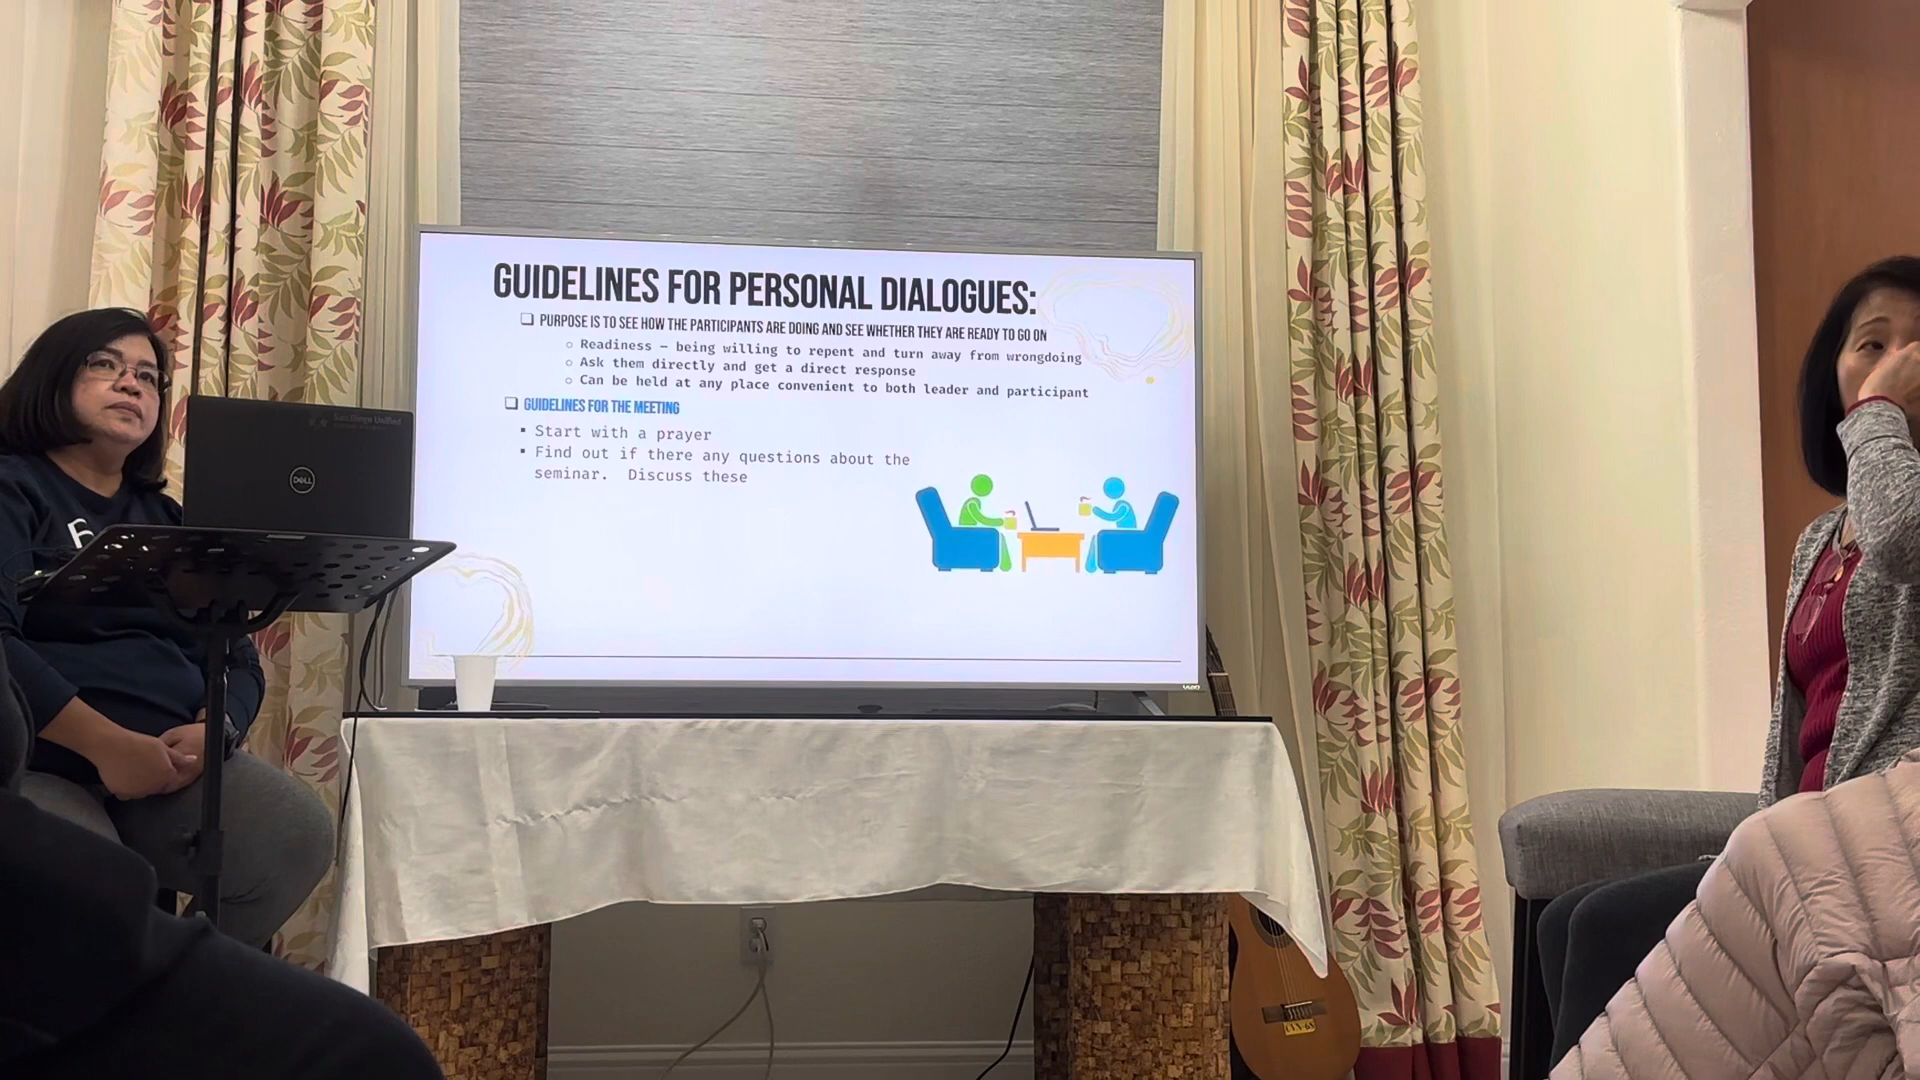 GUIDELINES FOR PERSONAL DIALOGUES:
PURPOSE IS TO SEE HOW THE PARTICIPANTS ARE DOING AND SEE WHETHER THEY ARE READY TO GO ON
Readiness – being willing to repent and turn away from wrongdoing
Ask them directly and get a direct response
Can be held at any place convenient to both leader and participant
GUIDELINES FOR THE MEETING
Start with a prayer
Find out if there any questions about the
seminar. Discuss these
DELL